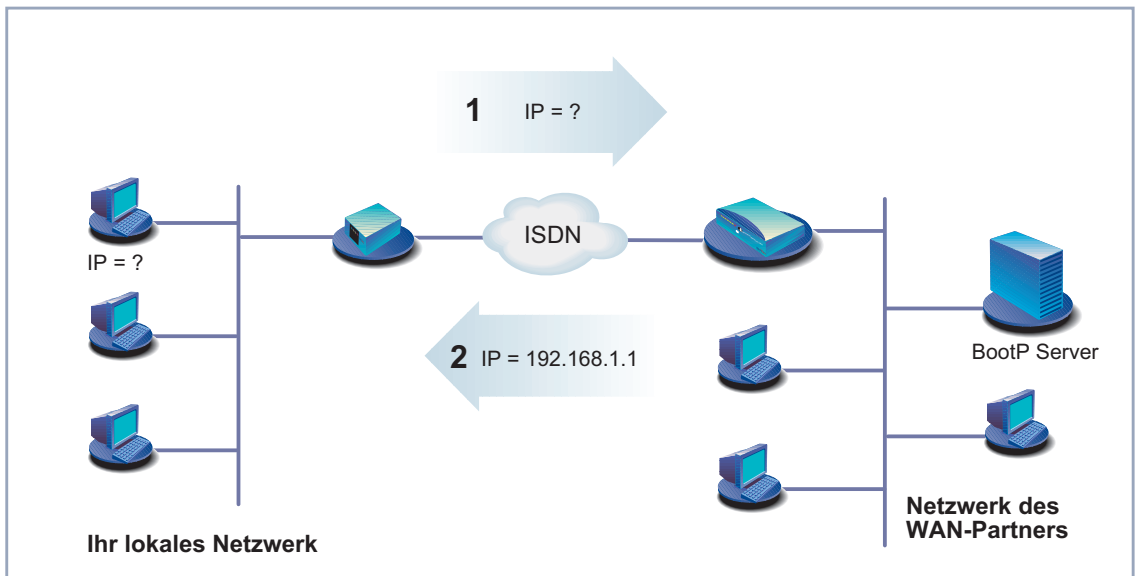 1 IP = ?
ISDN
IP = ?
2 IP = 192.168.1.1
BootP Server
Ihr lokales Netzwerk
Netzwerk des
WAN-Partners